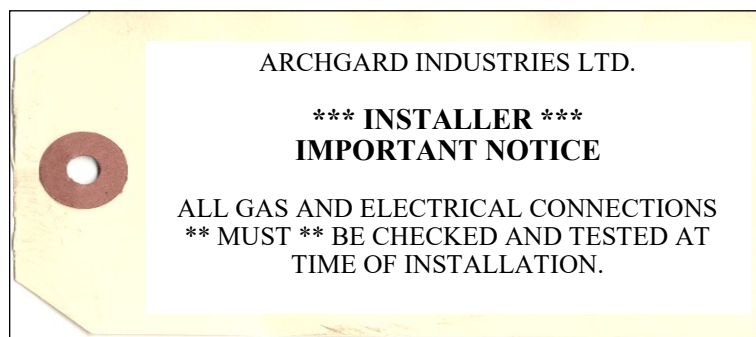 ARCHGARD INDUSTRIES LTD.
*** INSTALLER ***
IMPORTANT NOTICE
ALL GAS AND ELECTRICAL CONNECTIONS
** MUST ** BE CHECKED AND TESTED AT
TIME OF INSTALLATION.